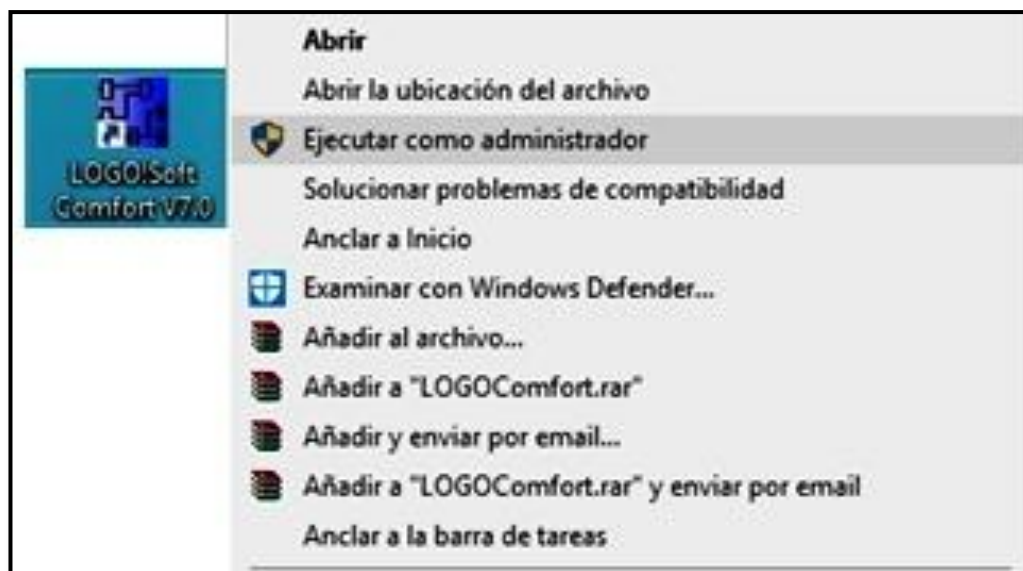 LOGO!Soft
Comfort V7.0
Abrir
Abrir la ubicación del archivo
Ejecutar como administrador
Solucionar problemas de compatibilidad
Anclar a Inicio
Examinar con Windows Defender...
Añadir al archivo...
Añadir a "LOGOComfort.rar"
Añadir y enviar por email...
Añadir a "LOGOComfort.rar" y enviar por email
Anclar a la barra de tareas